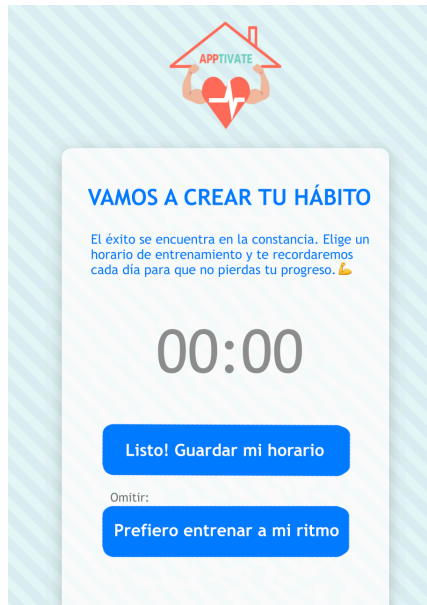 APPTIVATE
VAMOS A CREAR TU HÁBITO
El éxito se encuentra en la constancia. Elige un
horario de entrenamiento y te recordaremos
cada día para que no pierdas tu progreso.💪
00:00
Listo! Guardar mi horario
Omitir:
Prefiero entrenar a mi ritmo